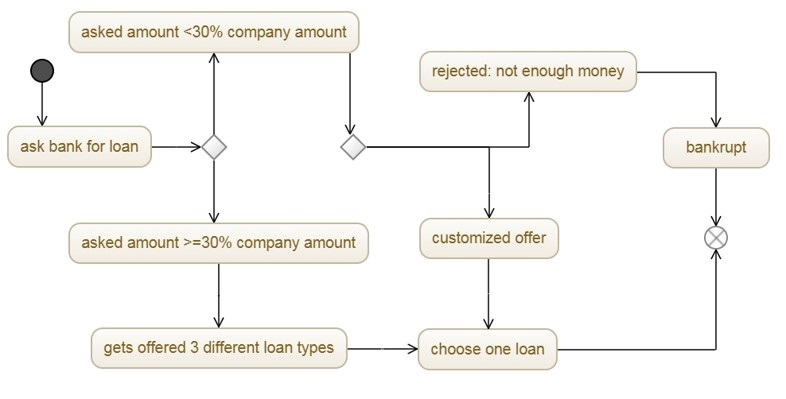 asked amount <30% company amount
rejected: not enough money
ask bank for loan
bankrupt
asked amount >=30% company amount
customized offer
gets offered 3 different loan types
choose one loan